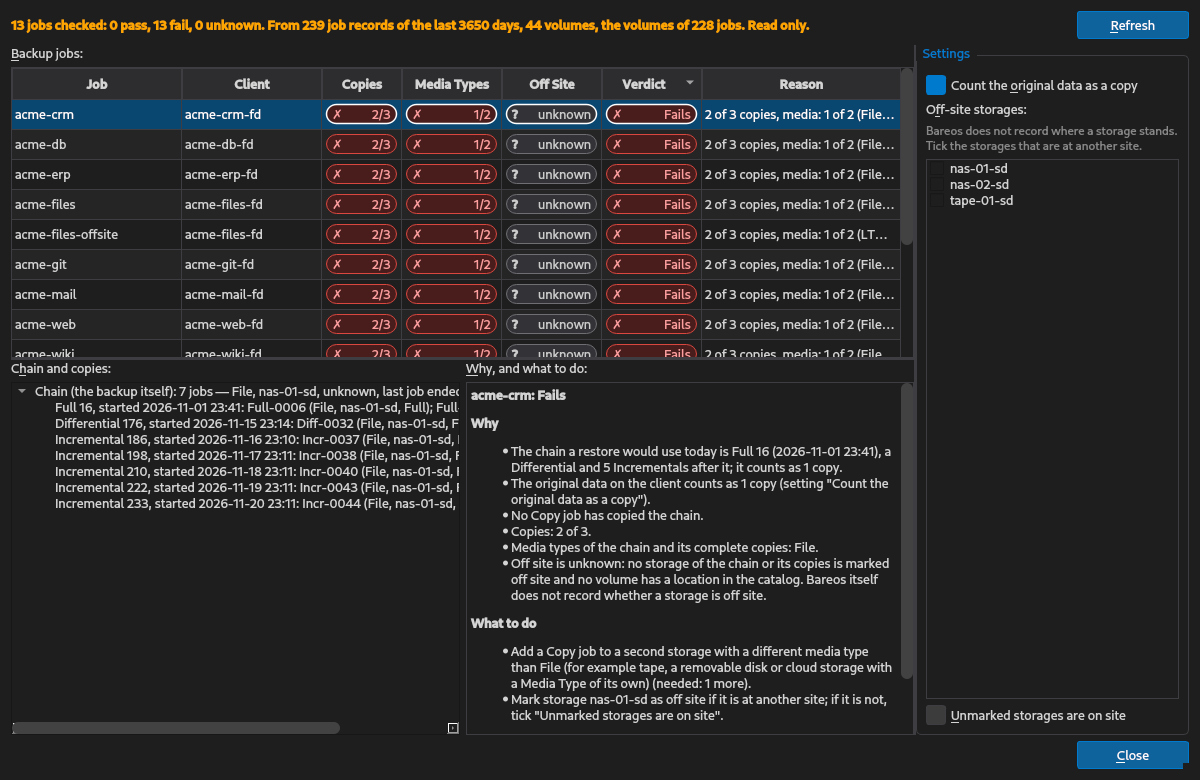 13 jobs checked: 0 pass, 13 fail, 0 unknown. From 239 job records of the last 3650 days, 44 volumes, the volumes of 228 jobs. Read only.
Refresh
Backup jobs:
Job Client Copies Media Types Off Site Verdict Reason
acme-crm acme-crm-fd ✗ 2/3 ✗ 1/2 ? unknown ✗ Fails 2 of 3 copies, media: 1 of 2 (File…
acme-db acme-db-fd ✗ 2/3 ✗ 1/2 ? unknown ✗ Fails 2 of 3 copies, media: 1 of 2 (File…
acme-erp acme-erp-fd ✗ 2/3 ✗ 1/2 ? unknown ✗ Fails 2 of 3 copies, media: 1 of 2 (File…
acme-files acme-files-fd ✗ 2/3 ✗ 1/2 ? unknown ✗ Fails 2 of 3 copies, media: 1 of 2 (File…
acme-files-offsite acme-files-fd ✗ 2/3 ✗ 1/2 ? unknown ✗ Fails 2 of 3 copies, media: 1 of 2 (LT…
acme-git acme-git-fd ✗ 2/3 ✗ 1/2 ? unknown ✗ Fails 2 of 3 copies, media: 1 of 2 (File…
acme-mail acme-mail-fd ✗ 2/3 ✗ 1/2 ? unknown ✗ Fails 2 of 3 copies, media: 1 of 2 (File…
acme-web acme-web-fd ✗ 2/3 ✗ 1/2 ? unknown ✗ Fails 2 of 3 copies, media: 1 of 2 (File…
acme-wiki acme-wiki-fd ✗ 2/3 ✗ 1/2 ? unknown ✗ Fails 2 of 3 copies, media: 1 of 2 (File
Chain and copies:
Chain (the backup itself): 7 jobs — File, nas-01-sd, unknown, last job ended
Full 16, started 2026-11-01 23:41: Full-0006 (File, nas-01-sd, Full); Full-
Differential 176, started 2026-11-15 23:14: Diff-0032 (File, nas-01-sd, F
Incremental 186, started 2026-11-16 23:10: Incr-0037 (File, nas-01-sd,
Incremental 198, started 2026-11-17 23:11: Incr-0038 (File, nas-01-sd,
Incremental 210, started 2026-11-18 23:11: Incr-0040 (File, nas-01-sd,
Incremental 222, started 2026-11-19 23:11: Incr-0043 (File, nas-01-sd,
Incremental 233, started 2026-11-20 23:11: Incr-0044 (File, nas-01-sd,
Why, and what to do:
acme-crm: Fails
Why
• The chain a restore would use today is Full 16 (2026-11-01 23:41), a
Differential and 5 Incrementals after it; it counts as 1 copy.
• The original data on the client counts as 1 copy (setting "Count the
original data as a copy").
• No Copy job has copied the chain.
• Copies: 2 of 3.
• Media types of the chain and its complete copies: File.
• Off site is unknown: no storage of the chain or its copies is marked
off site and no volume has a location in the catalog. Bareos itself
does not record whether a storage is off site.
What to do
• Add a Copy job to a second storage with a different media type
than File (for example tape, a removable disk or cloud storage with
a Media Type of its own) (needed: 1 more).
• Mark storage nas-01-sd as off site if it is at another site; if it is not,
tick "Unmarked storages are on site".
Settings
Count the original data as a copy
Off-site storages:
Bareos does not record where a storage stands.
Tick the storages that are at another site.
nas-01-sd
nas-02-sd
tape-01-sd
Unmarked storages are on site
Close